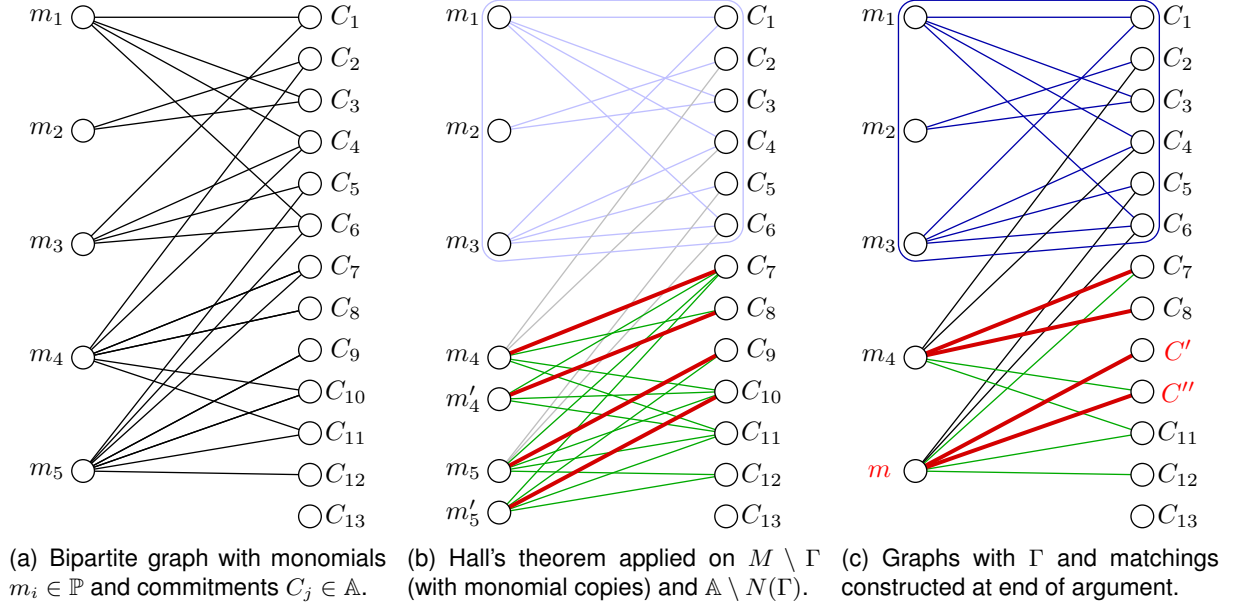 m₁ C₁ m₁ C₁ m₁ C₁
C₂ C₂ C₂
C₃ C₃ C₃
m₂ m₂ m₂
C₄ C₄ C₄
C₅ C₅ C₅
C₆ C₆ C₆
m₃ m₃ m₃
C₇ C₇ C₇
C₈ C₈ C₈
m₄ C₉ m₄ C₉ m₄ C′
C₁₀ m′₄ C₁₀ C″
C₁₁ C₁₁ C₁₁
m₅ C₁₂ m₅ C₁₂ m C₁₂
C₁₃ m′₅ C₁₃ C₁₃
(a) Bipartite graph with monomials
mᵢ ∈ ℙ and commitments Cⱼ ∈ 𝔸.
(b) Hall's theorem applied on M \ Γ
(with monomial copies) and 𝔸 \ N(Γ).
(c) Graphs with Γ and matchings
constructed at end of argument.